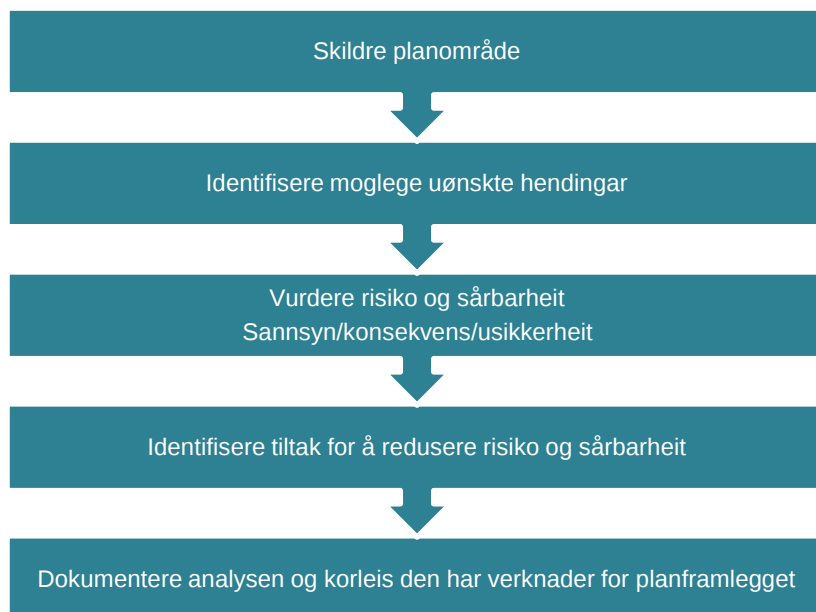 Skildre planområde
Identifisere moglege uønskte hendingar
Vurdere risiko og sårbarheit
Sannsyn/konsekvens/usikkerheit
Identifisere tiltak for å redusere risiko og sårbarheit
Dokumentere analysen og korleis den har verknader for planframlegget